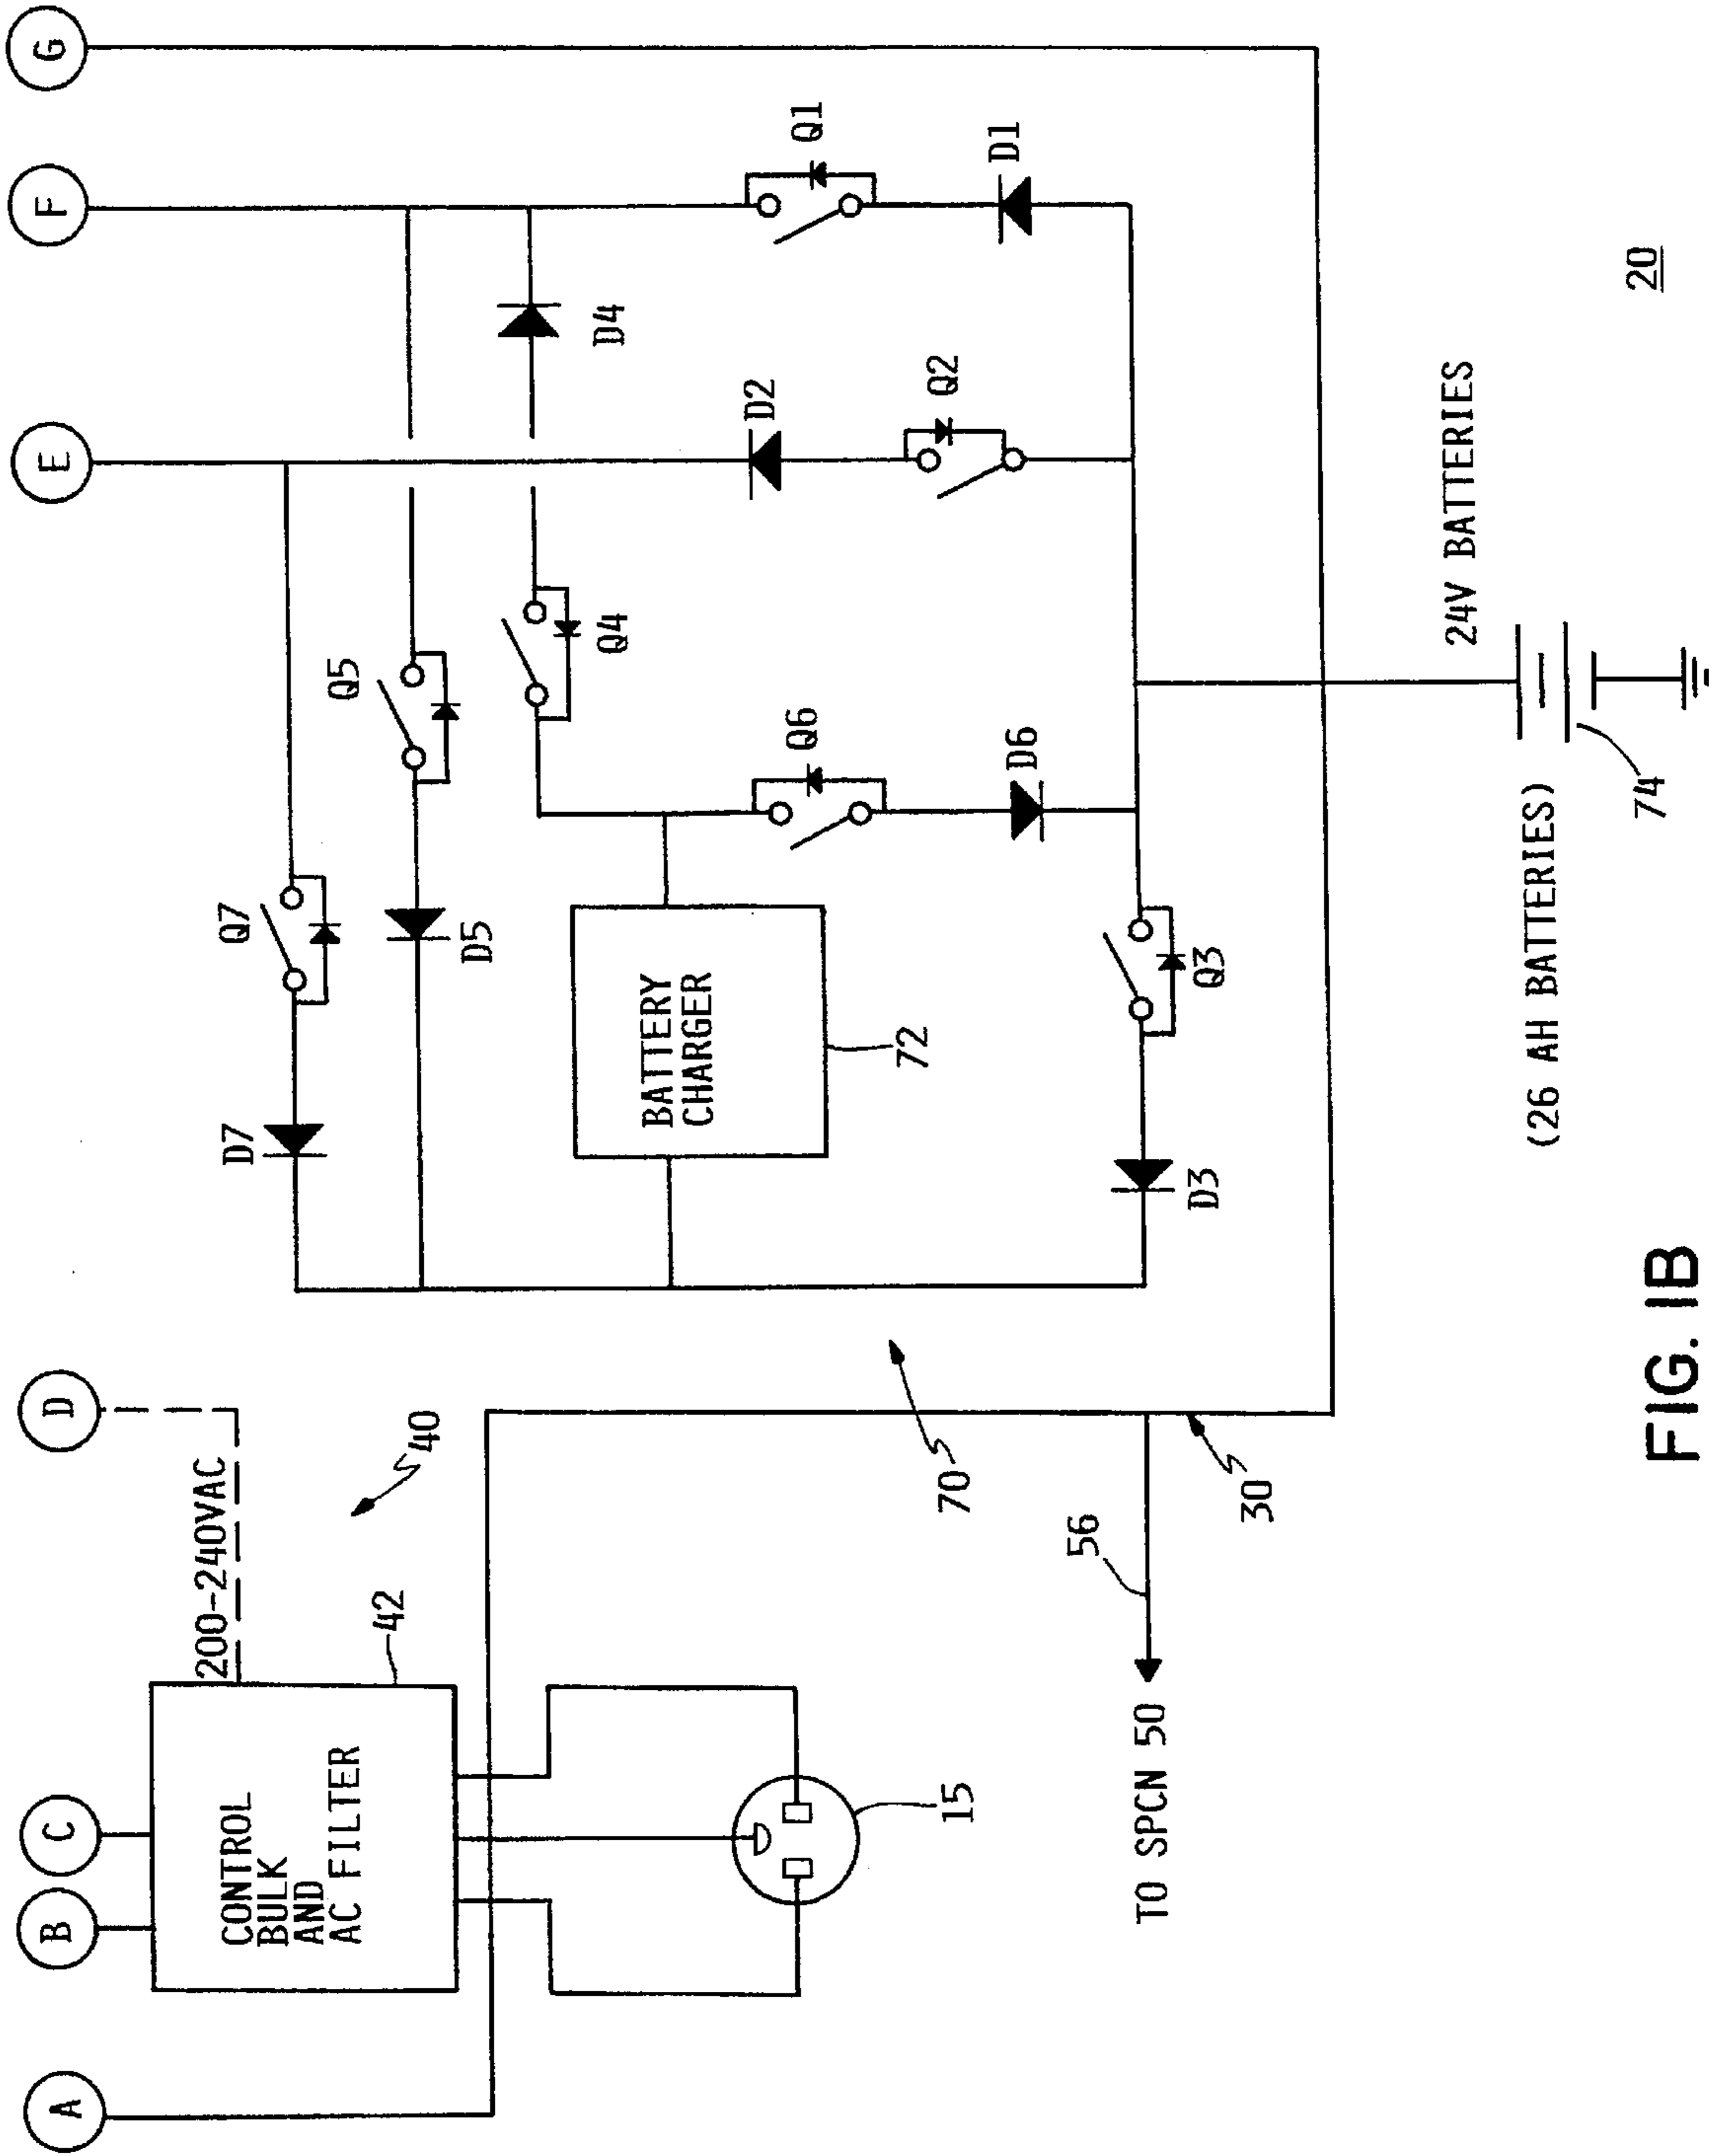 A
B
C
D
E
F
G
CONTROL
BULK
AND
AC FILTER
200-240VAC
42
40
15
Q7
D7
Q5
D5
Q4
D4
BATTERY
CHARGER
72
Q6
D6
D2
Q2
Q1
D1
Q3
D3
70
30
56
TO SPCN 50
24V BATTERIES
(26 AH BATTERIES)
74
20
FIG. 1B